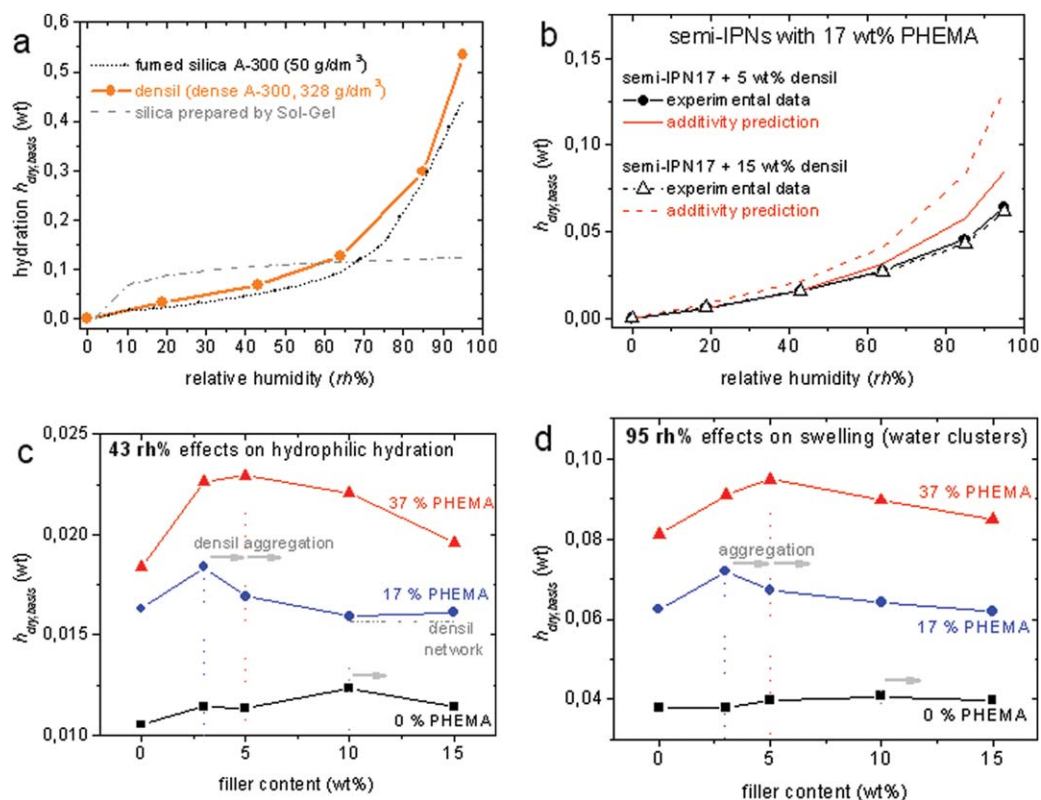 a
0,6
0,5
0,4
0,3
0,2
0,1
0,0
hydration h_dry,basis (wt)
fumed silica A-300 (50 g/dm³)
densil (dense A-300, 328 g/dm³)
silica prepared by Sol-Gel
0 10 20 30 40 50 60 70 80 90 100
relative humidity (rh%)
b
semi-IPNs with 17 wt% PHEMA
0,15
0,10
0,05
0,00
h_dry,basis (wt)
semi-IPN17 + 5 wt% densil
experimental data
additivity prediction
semi-IPN17 + 15 wt% densil
experimental data
additivity prediction
0 20 40 60 80 100
relative humidity (rh%)
c
43 rh% effects on hydrophilic hydration
0,025
0,020
0,015
0,010
h_dry,basis (wt)
37 % PHEMA
densil aggregation
17 % PHEMA
densil
network
0 % PHEMA
0 5 10 15
filler content (wt%)
d
95 rh% effects on swelling (water clusters)
0,10
0,08
0,06
0,04
h_dry,basis (wt)
37 % PHEMA
aggregation
17 % PHEMA
0 % PHEMA
0 5 10 15
filler content (wt%)